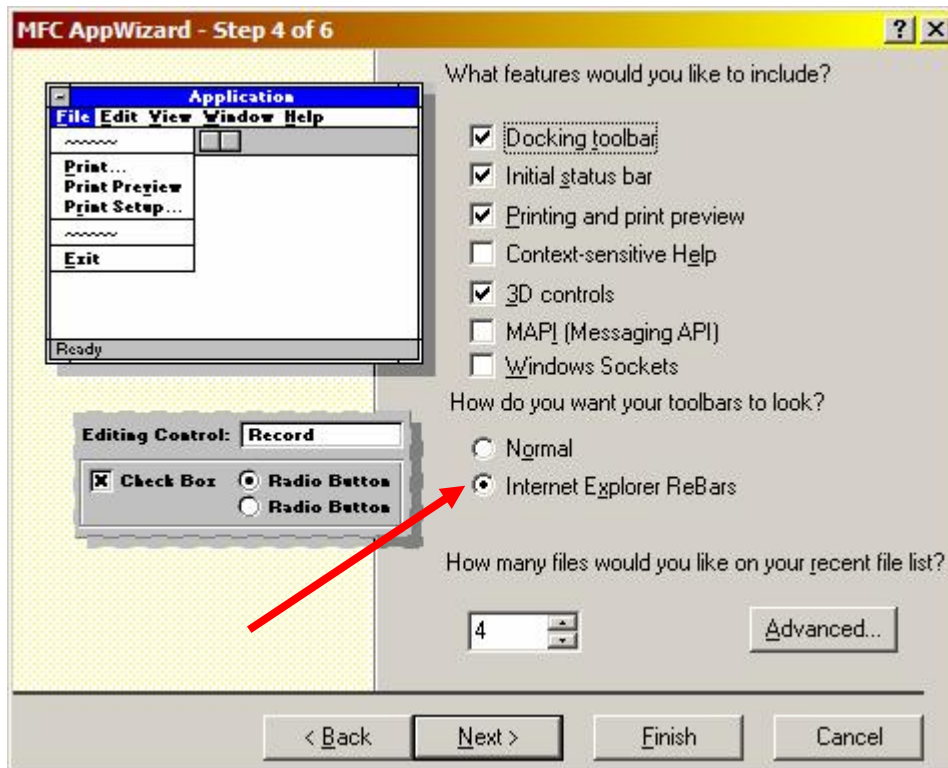 MFC AppWizard - Step 4 of 6
What features would you like to include?
Application
File Edit View Window Help
Print...
Print Preview
Print Setup...
Exit
Ready
Docking toolbar
Initial status bar
Printing and print preview
Context-sensitive Help
3D controls
MAPI (Messaging API)
Windows Sockets
How do you want your toolbars to look?
Editing Control: Record
Check Box Radio Button
Radio Button
Normal
Internet Explorer ReBars
How many files would you like on your recent file list?
4
Advanced...
< Back Next > Finish Cancel